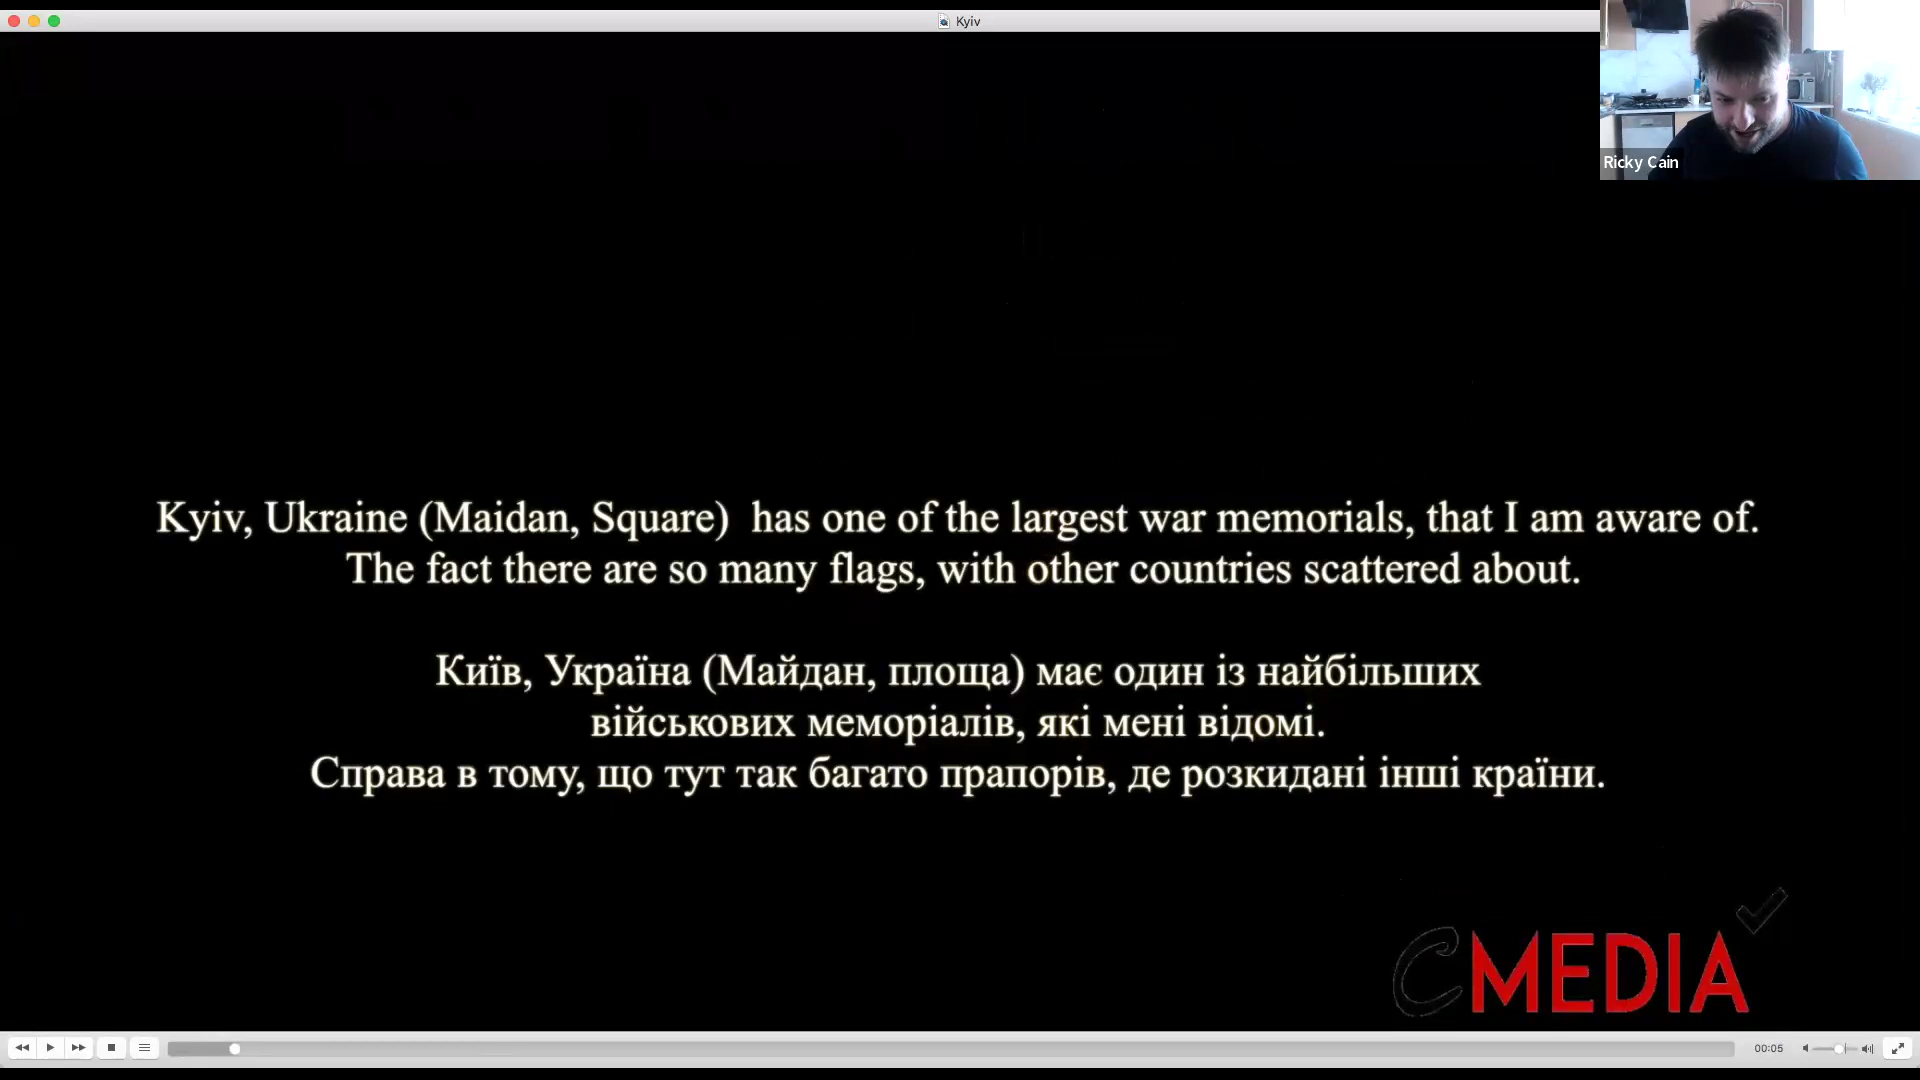 Kyiv
Ricky Cain
Kyiv, Ukraine (Maidan, Square)  has one of the largest war memorials, that I am aware of.
The fact there are so many flags, with other countries scattered about.
Київ, Україна (Майдан, площа) має один із найбільших
військових меморіалів, які мені відомі.
Справа в тому, що тут так багато прапорів, де розкидані інші країни.
CMEDIA
00:05